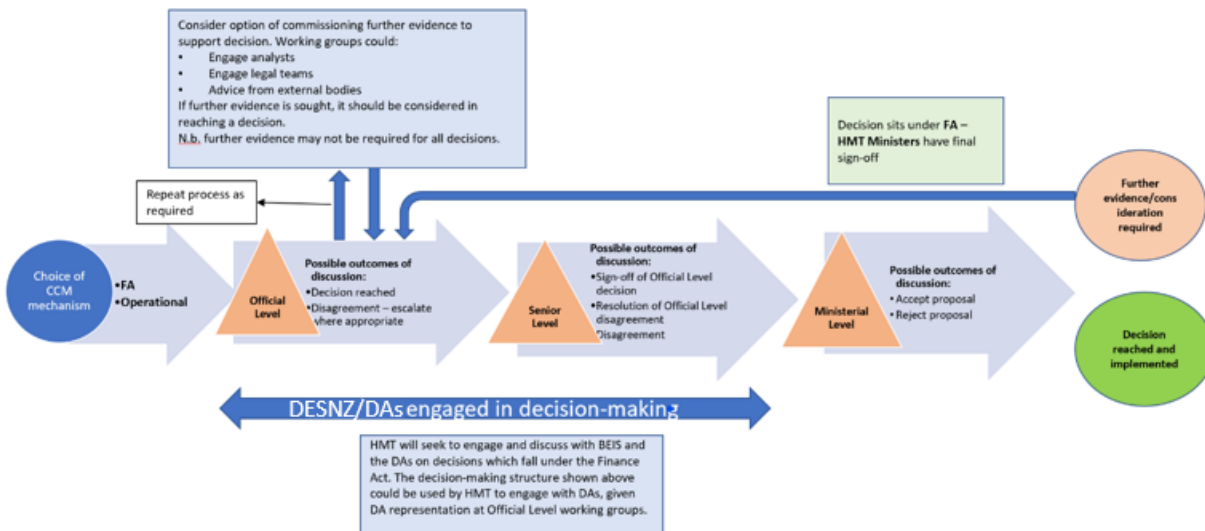 Consider option of commissioning further evidence to
support decision. Working groups could:
• Engage analysts
• Engage legal teams
• Advice from external bodies
If further evidence is sought, it should be considered in
reaching a decision.
N.b. further evidence may not be required for all decisions.
Decision sits under FA –
HMT Ministers have final
sign-off
Repeat process as
required
Further
evidence/cons
ideration
required
Choice of
CCM
mechanism
•FA
•Operational
Official
Level
Possible outcomes of
discussion:
•Decision reached
•Disagreement – escalate
where appropriate
Senior
Level
Possible outcomes of
discussion:
•Sign-off of Official Level
decision
•Resolution of Official Level
disagreement
•Disagreement
Ministerial
Level
Possible outcomes of
discussion:
• Accept proposal
• Reject proposal
Decision
reached and
implemented
DESNZ/DAs engaged in decision-making
HMT will seek to engage and discuss with BEIS and
the DAs on decisions which fall under the Finance
Act. The decision-making structure shown above
could be used by HMT to engage with DAs, given
DA representation at Official Level working groups.